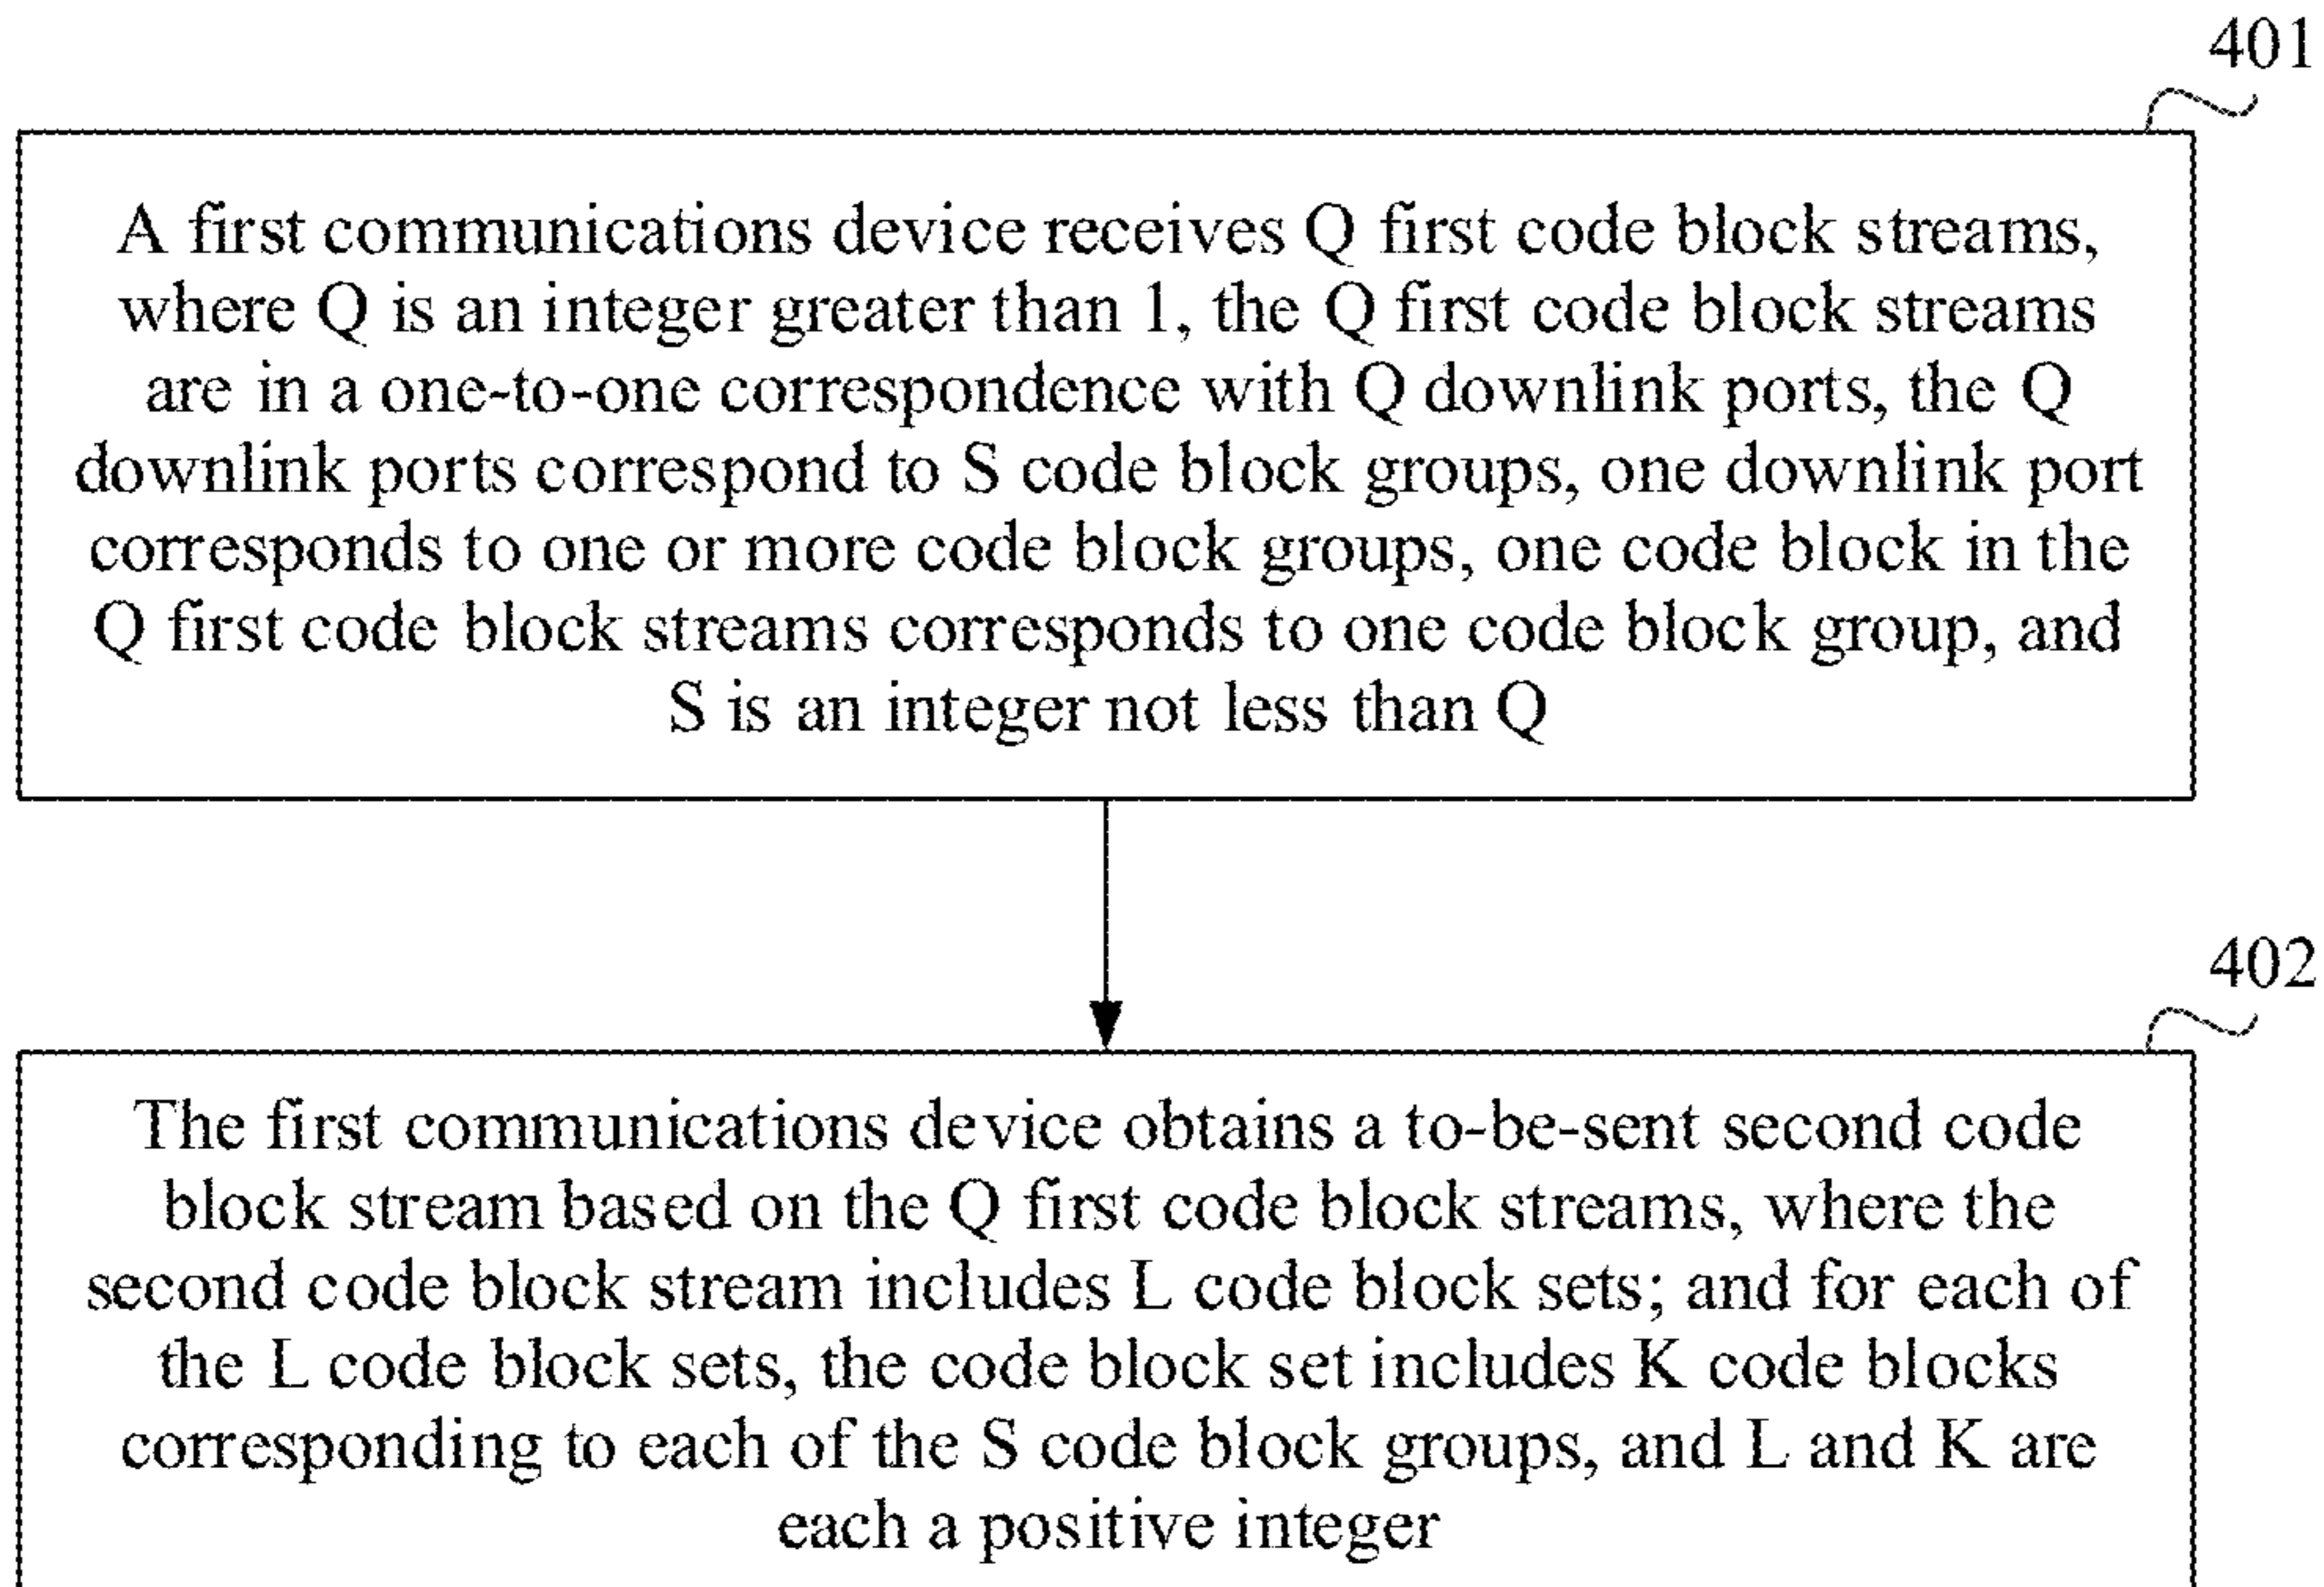 401
A first communications device receives Q first code block streams,
where Q is an integer greater than 1, the Q first code block streams
are in a one-to-one correspondence with Q downlink ports, the Q
downlink ports correspond to S code block groups, one downlink port
corresponds to one or more code block groups, one code block in the
Q first code block streams corresponds to one code block group, and
S is an integer not less than Q
402
The first communications device obtains a to-be-sent second code
block stream based on the Q first code block streams, where the
second code block stream includes L code block sets; and for each of
the L code block sets, the code block set includes K code blocks
corresponding to each of the S code block groups, and L and K are
each a positive integer